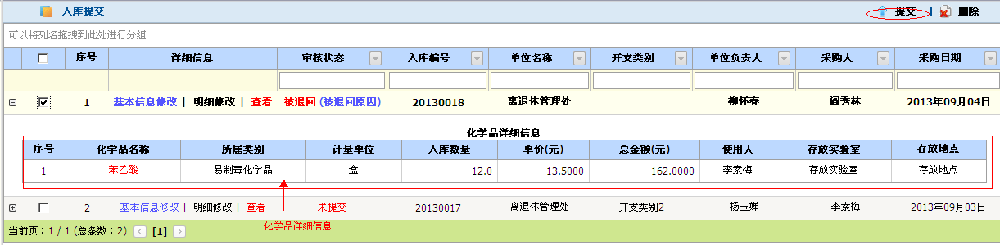 入库提交 提交 | 删除
可以将列名拖拽到此处进行分组
序号 详细信息 审核状态 入库编号 单位名称 开支类别 单位负责人 采购人 采购日期
1 基本信息修改 | 明细修改 | 查看 被退回 (被退回原因) 20130018 离退休管理处 柳怀春 阎秀林 2013年09月04日
化学品详细信息
序号 化学品名称 所属类别 计量单位 入库数量 单价(元) 总金额(元) 使用人 存放实验室 存放地点
1 苯乙酸 易制毒化学品 盒 12.0 13.5000 162.0000 李素梅 存放实验室 存放地点
2 基本信息修改 | 明细修改 | 查看 未提交 20130017 离退休管理处 开支类别2 杨玉婵 李素梅 2013年09月03日
化学品详细信息
当前页：1 / 1 (总条数：2) < [1] >